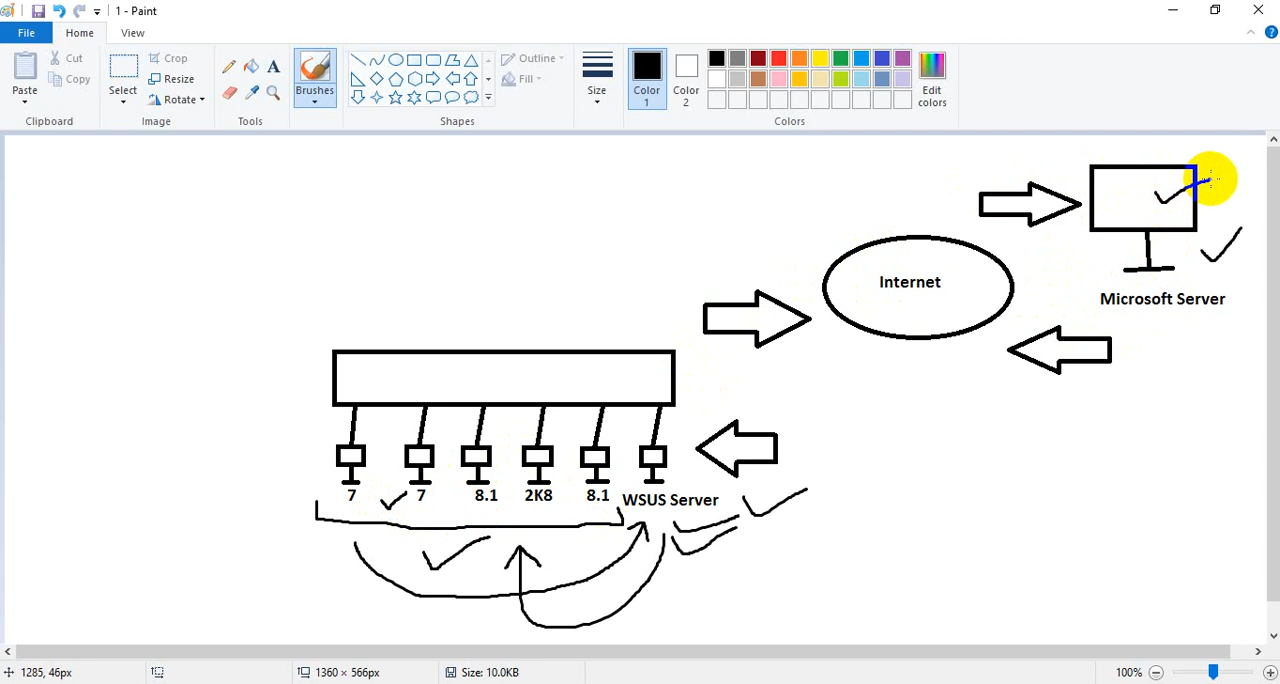 1 - Paint
File Home View
Paste Cut Copy
Clipboard
Select Crop Resize Rotate
Image
A
Tools
Brushes
Outline Fill
Shapes
Size
Color 1 Color 2
Edit colors
Colors
Internet
Microsoft Server
7 7 8.1 2K8 8.1 WSUS Server
1285, 46px 1360 × 566px Size: 10.0KB 100%